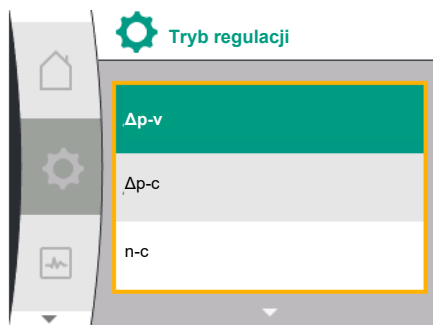 Tryb regulacji
Δp-v
Δp-c
n-c